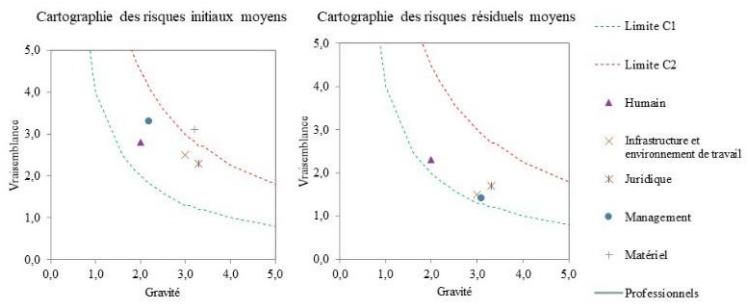 Cartographie des risques initiaux moyens
Vraisemblance
5,0
4,0
3,0
2,0
1,0
0,0
0,0 1,0 2,0 3,0 4,0 5,0
Gravité
Cartographie des risques résiduels moyens
Vraisemblance
5,0
4,0
3,0
2,0
1,0
0,0
0,0 1,0 2,0 3,0 4,0 5,0
Gravité
Limite C1
Limite C2
Humain
Infrastructure et
environnement de travail
Juridique
Management
Matériel
Professionnels